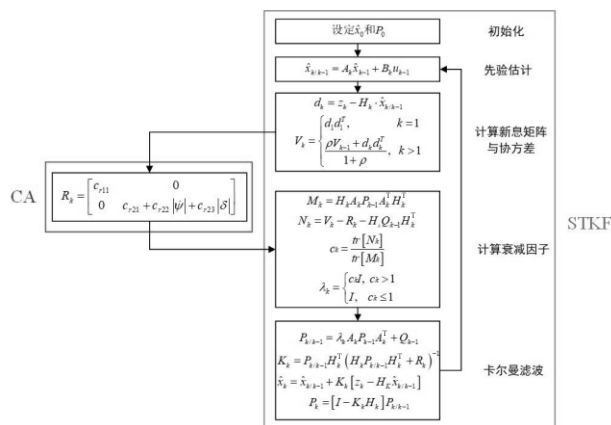 设定x̂₀和P₀ 初始化
x̂_{k/k-1} = A_k x̂_{k-1} + B_k u_{k-1} 先验估计
d_k = z_k − H_k · x̂_{k/k-1}
V_k = { d₁d₁^T, k = 1
(ρV_{k-1} + d_k d_k^T)/(1 + ρ), k > 1
计算新息矩阵
与协方差
CA
R_k = [ c_{r11} 0
0 c_{r21} + c_{r22}|ψ̇| + c_{r23}|δ| ]
M_k = H_k A_k P_{k-1} A_k^T H_k^T
N_k = V_k − R_k − H_k Q_{k-1} H_k^T
c_k = tr[N_k]/tr[M_k]
λ_k = { c_k I, c_k > 1
I, c_k ≤ 1
计算衰减因子
STKF
P_{k/k-1} = λ_k A_k P_{k-1} A_k^T + Q_{k-1}
K_k = P_{k/k-1} H_k^T (H_k P_{k/k-1} H_k^T + R_k)^{-1}
x̂_k = x̂_{k/k-1} + K_k [z_k − H_K x̂_{k/k-1}]
P_k = [I − K_k H_k] P_{k/k-1}
卡尔曼滤波